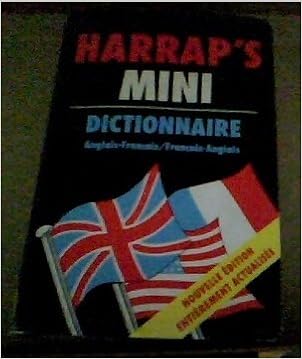 HARRAP'S
MINI
DICTIONNAIRE
Anglais-Français/Français-Anglais
NOUVELLE ÉDITION
ENTIÈREMENT ACTUALISÉE